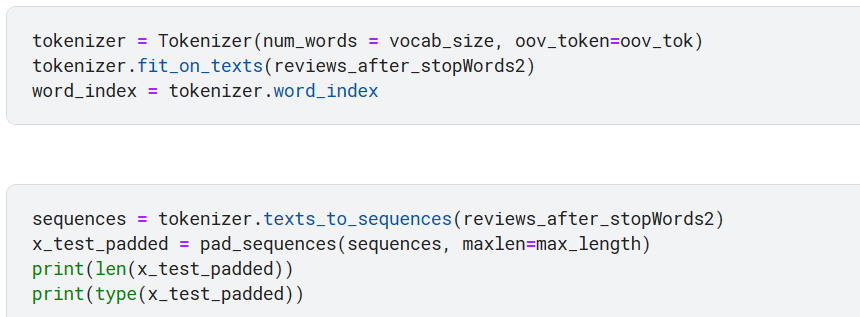 tokenizer = Tokenizer(num_words = vocab_size, oov_token=oov_tok)
tokenizer.fit_on_texts(reviews_after_stopWords2)
word_index = tokenizer.word_index
sequences = tokenizer.texts_to_sequences(reviews_after_stopWords2)
x_test_padded = pad_sequences(sequences, maxlen=max_length)
print(len(x_test_padded))
print(type(x_test_padded))